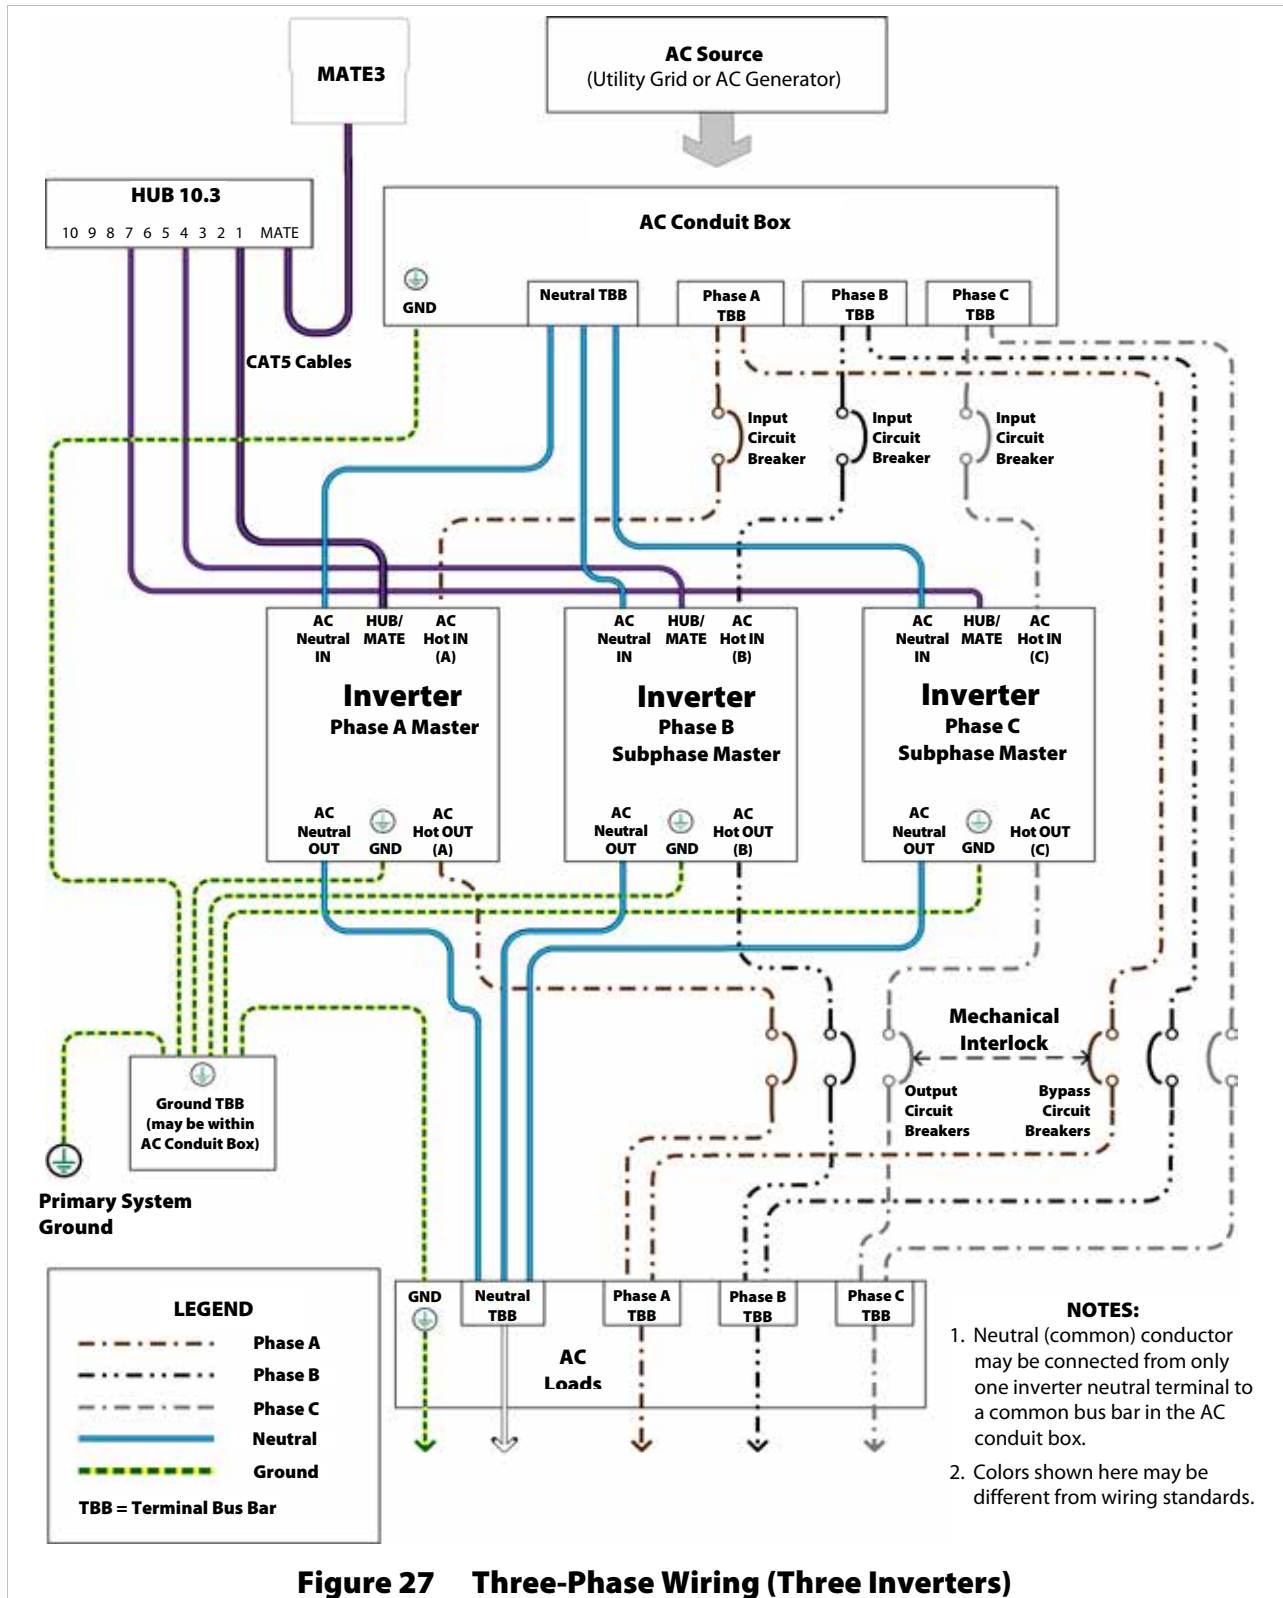 MATE3
AC Source
(Utility Grid or AC Generator)
HUB 10.3
10 9 8 7 6 5 4 3 2 1 MATE
AC Conduit Box
GND
Neutral TBB
Phase A
TBB
Phase B
TBB
Phase C
TBB
CAT5 Cables
Input
Circuit
Breaker
Input
Circuit
Breaker
Input
Circuit
Breaker
AC
Neutral
IN
HUB/
MATE
AC
Hot IN
(A)
Inverter
Phase A Master
AC
Neutral
OUT
GND
AC
Hot OUT
(A)
AC
Neutral
IN
HUB/
MATE
AC
Hot IN
(B)
Inverter
Phase B
Subphase Master
AC
Neutral
OUT
GND
AC
Hot OUT
(B)
AC
Neutral
IN
HUB/
MATE
AC
Hot IN
(C)
Inverter
Phase C
Subphase Master
AC
Neutral
OUT
GND
AC
Hot OUT
(C)
Mechanical
Interlock
Output
Circuit
Breakers
Bypass
Circuit
Breakers
Ground TBB
(may be within
AC Conduit Box)
Primary System
Ground
LEGEND
Phase A
Phase B
Phase C
Neutral
Ground
TBB = Terminal Bus Bar
GND
Neutral
TBB
Phase A
TBB
Phase B
TBB
Phase C
TBB
AC
Loads
NOTES:
1. Neutral (common) conductor
may be connected from only
one inverter neutral terminal to
a common bus bar in the AC
conduit box.
2. Colors shown here may be
different from wiring standards.
Figure 27 Three-Phase Wiring (Three Inverters)